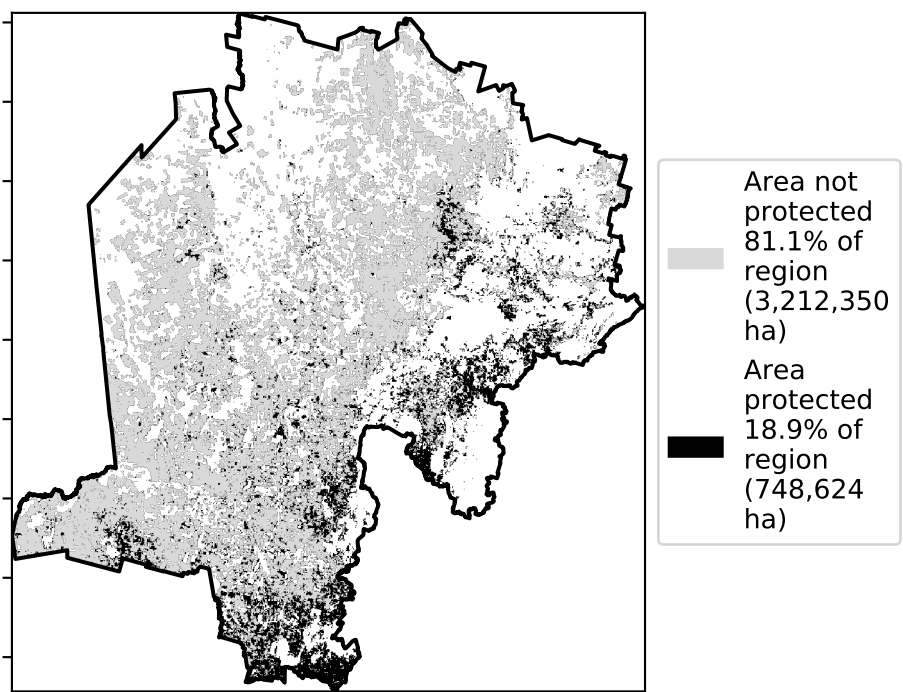 Area not
protected
81.1% of
region
(3,212,350
ha)
Area
protected
18.9% of
region
(748,624
ha)